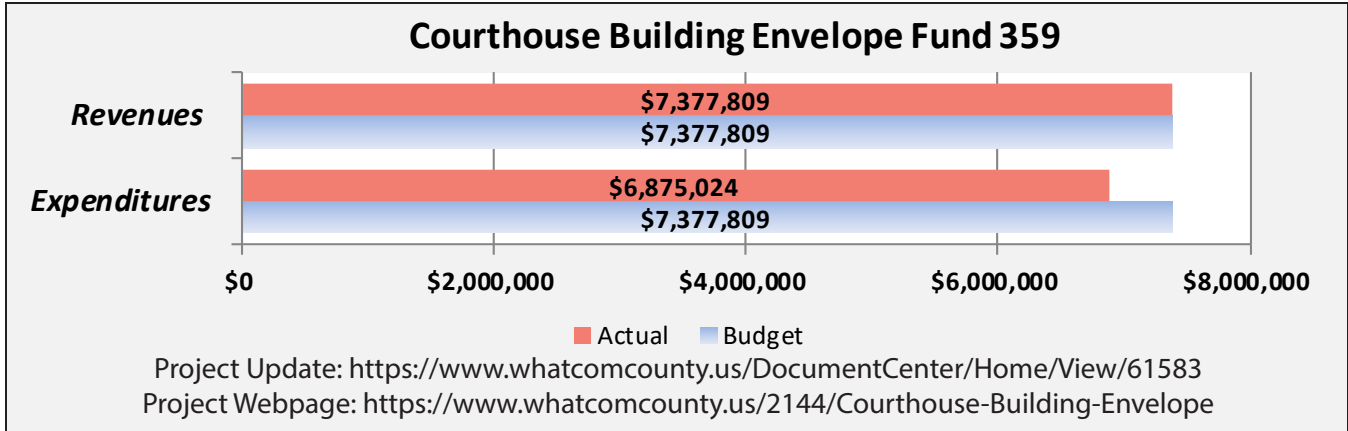 Courthouse Building Envelope Fund 359
Revenues
$7,377,809
$7,377,809
Expenditures
$6,875,024
$7,377,809
$0 $2,000,000 $4,000,000 $6,000,000 $8,000,000
Actual Budget
Project Update: https://www.whatcomcounty.us/DocumentCenter/Home/View/61583
Project Webpage: https://www.whatcomcounty.us/2144/Courthouse-Building-Envelope